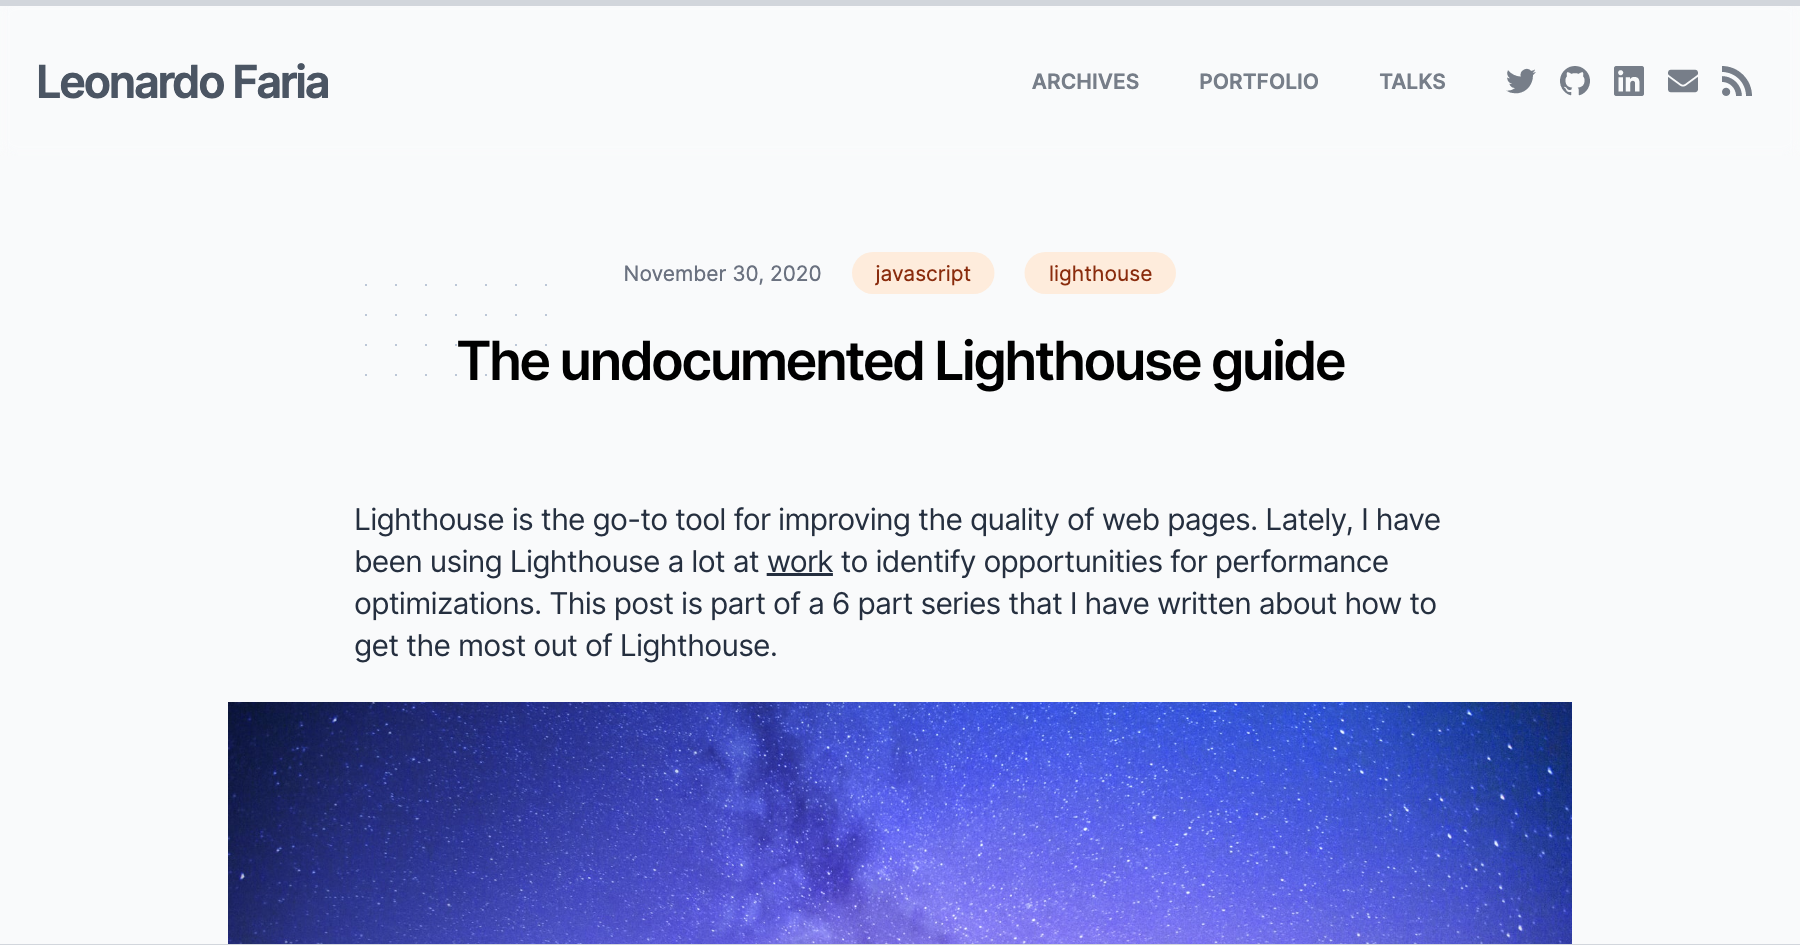 Leonardo Faria
ARCHIVES PORTFOLIO TALKS
November 30, 2020 javascript lighthouse
The undocumented Lighthouse guide
Lighthouse is the go-to tool for improving the quality of web pages. Lately, I have
been using Lighthouse a lot at work to identify opportunities for performance
optimizations. This post is part of a 6 part series that I have written about how to
get the most out of Lighthouse.